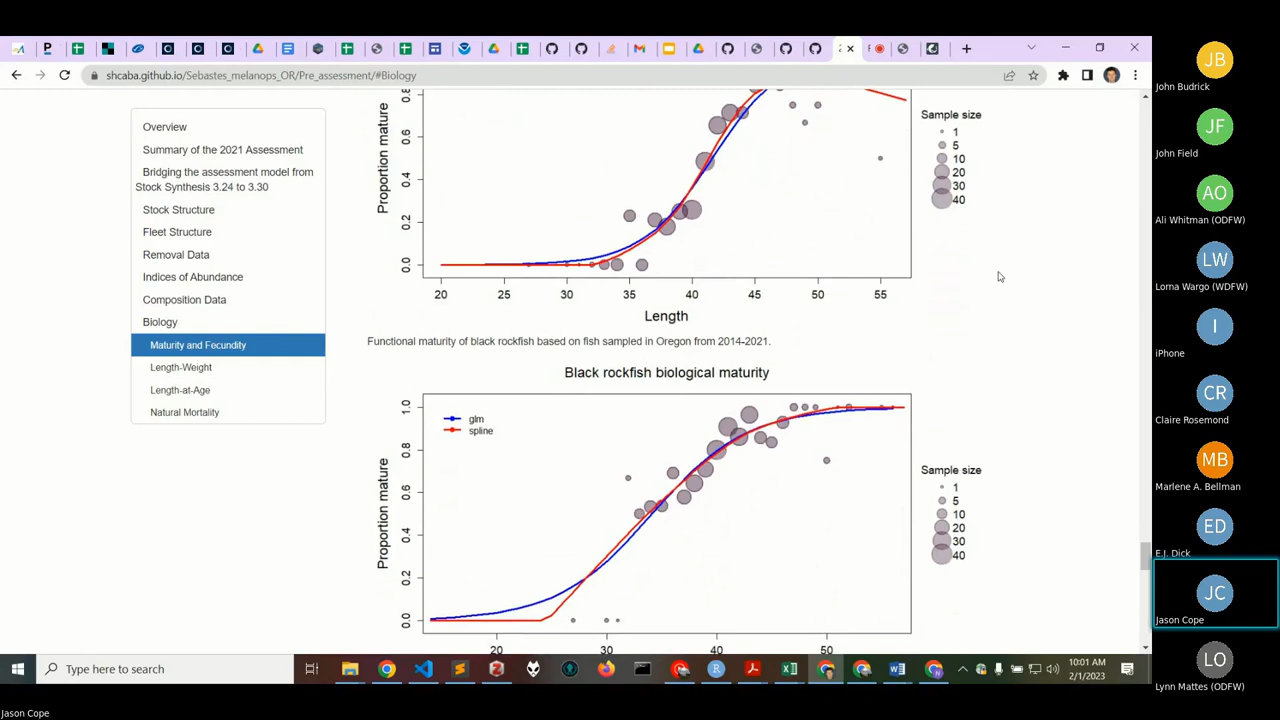 shcaba.github.io/Sebastes_melanops_OR/Pre_assessment/#Biology
Overview
Summary of the 2021 Assessment
Bridging the assessment model from
Stock Synthesis 3.24 to 3.30
Stock Structure
Fleet Structure
Removal Data
Indices of Abundance
Composition Data
Biology
Maturity and Fecundity
Length-Weight
Length-at-Age
Natural Mortality
Proportion mature
0.8
0.6
0.4
0.2
0.0
20 25 30 35 40 45 50 55
Length
Sample size
1
5
10
20
30
40
Functional maturity of black rockfish based on fish sampled in Oregon from 2014-2021.
Black rockfish biological maturity
glm
spline
Proportion mature
1.0
0.8
0.6
0.4
0.2
0.0
20 30 40 50
Sample size
1
5
10
20
30
40
JB
John Budrick
JF
John Field
AO
Ali Whitman (ODFW)
LW
Lorna Wargo (WDFW)
I
iPhone
CR
Claire Rosemond
MB
Marlene A. Bellman
ED
E.J. Dick
JC
Jason Cope
LO
Lynn Mattes (ODFW)
Type here to search
10:01 AM
2/1/2023
Jason Cope